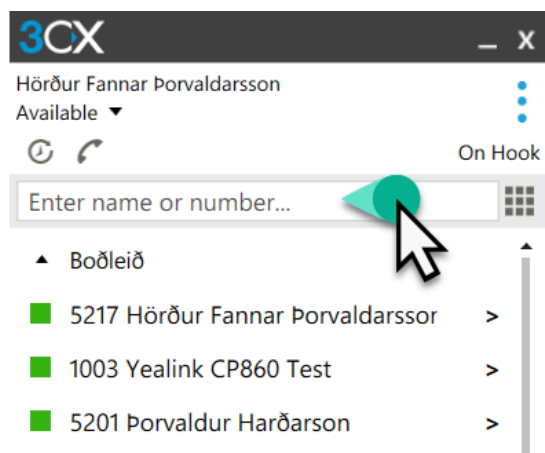 3CX
_ X
Hörður Fannar Þorvaldarsson
Available
On Hook
Enter name or number...
Boðleið
5217 Hörður Fannar Þorvaldarssor >
1003 Yealink CP860 Test >
5201 Þorvaldur Harðarson >